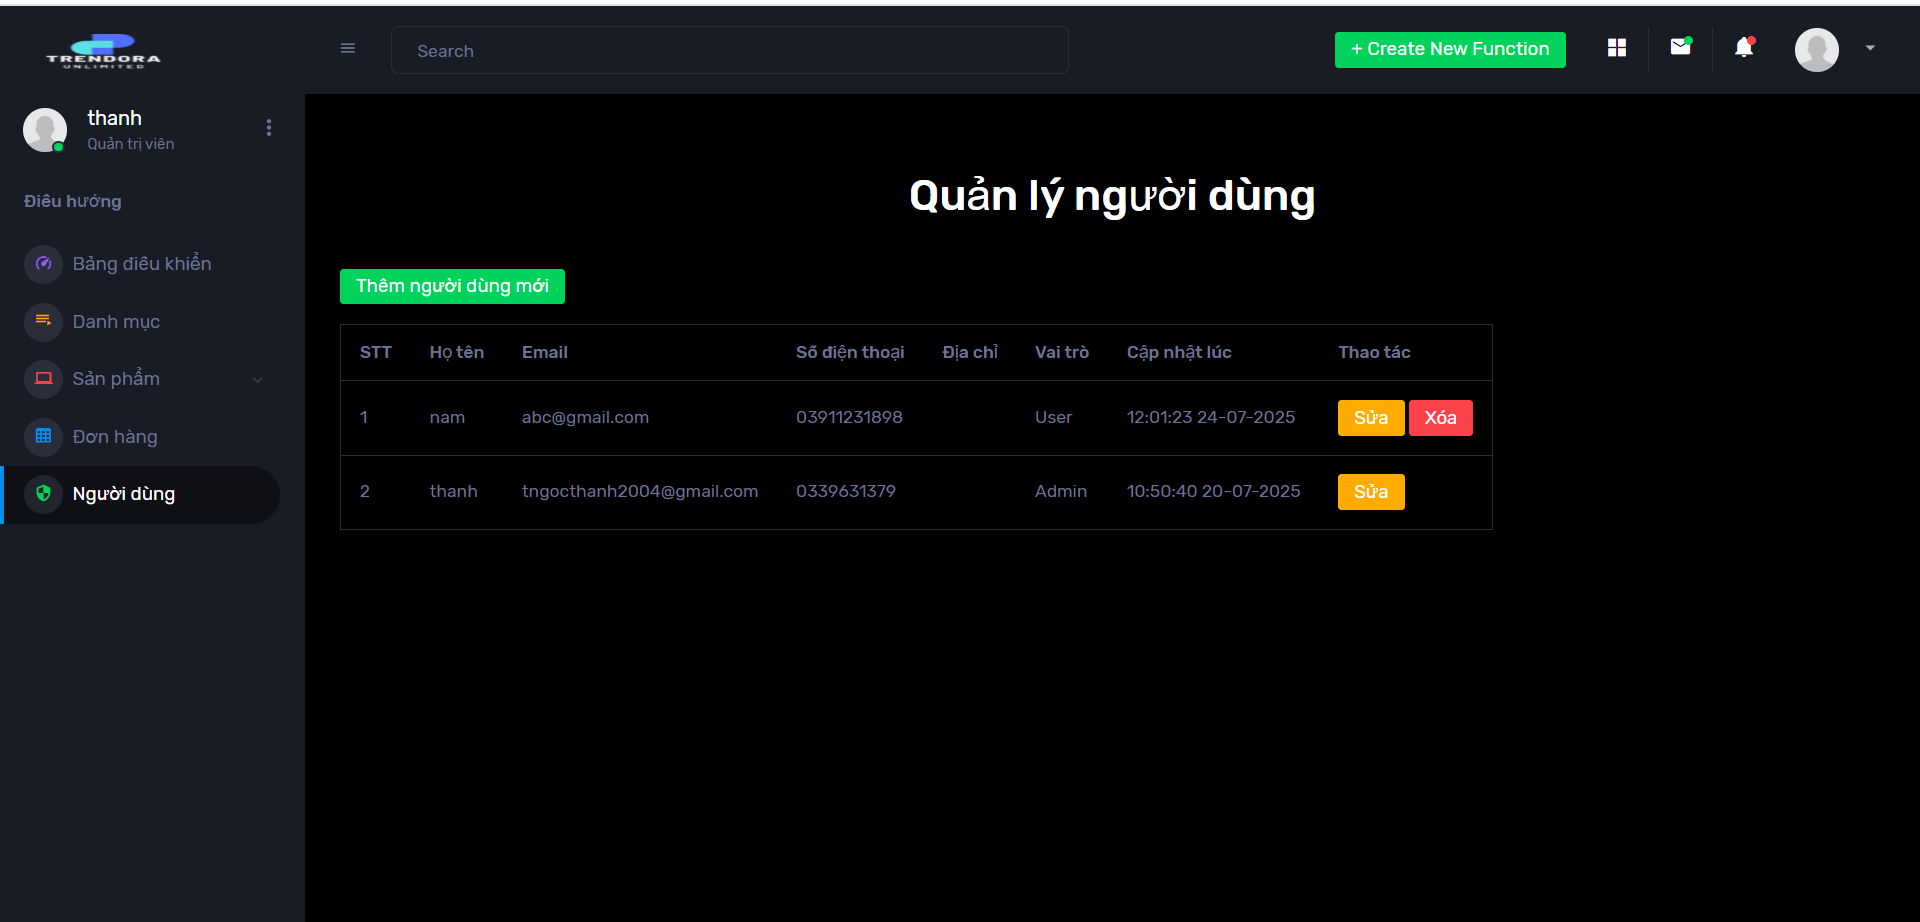 TRENDORA
UNLIMITED
Search
+ Create New Function
thanh
Quản trị viên
Điều hướng
Bảng điều khiển
Danh mục
Sản phẩm
Đơn hàng
Người dùng
Quản lý người dùng
Thêm người dùng mới
STT Họ tên Email Số điện thoại Địa chỉ Vai trò Cập nhật lúc Thao tác
1 nam abc@gmail.com 03911231898 User 12:01:23 24-07-2025 Sửa Xóa
2 thanh tngocthanh2004@gmail.com 0339631379 Admin 10:50:40 20-07-2025 Sửa